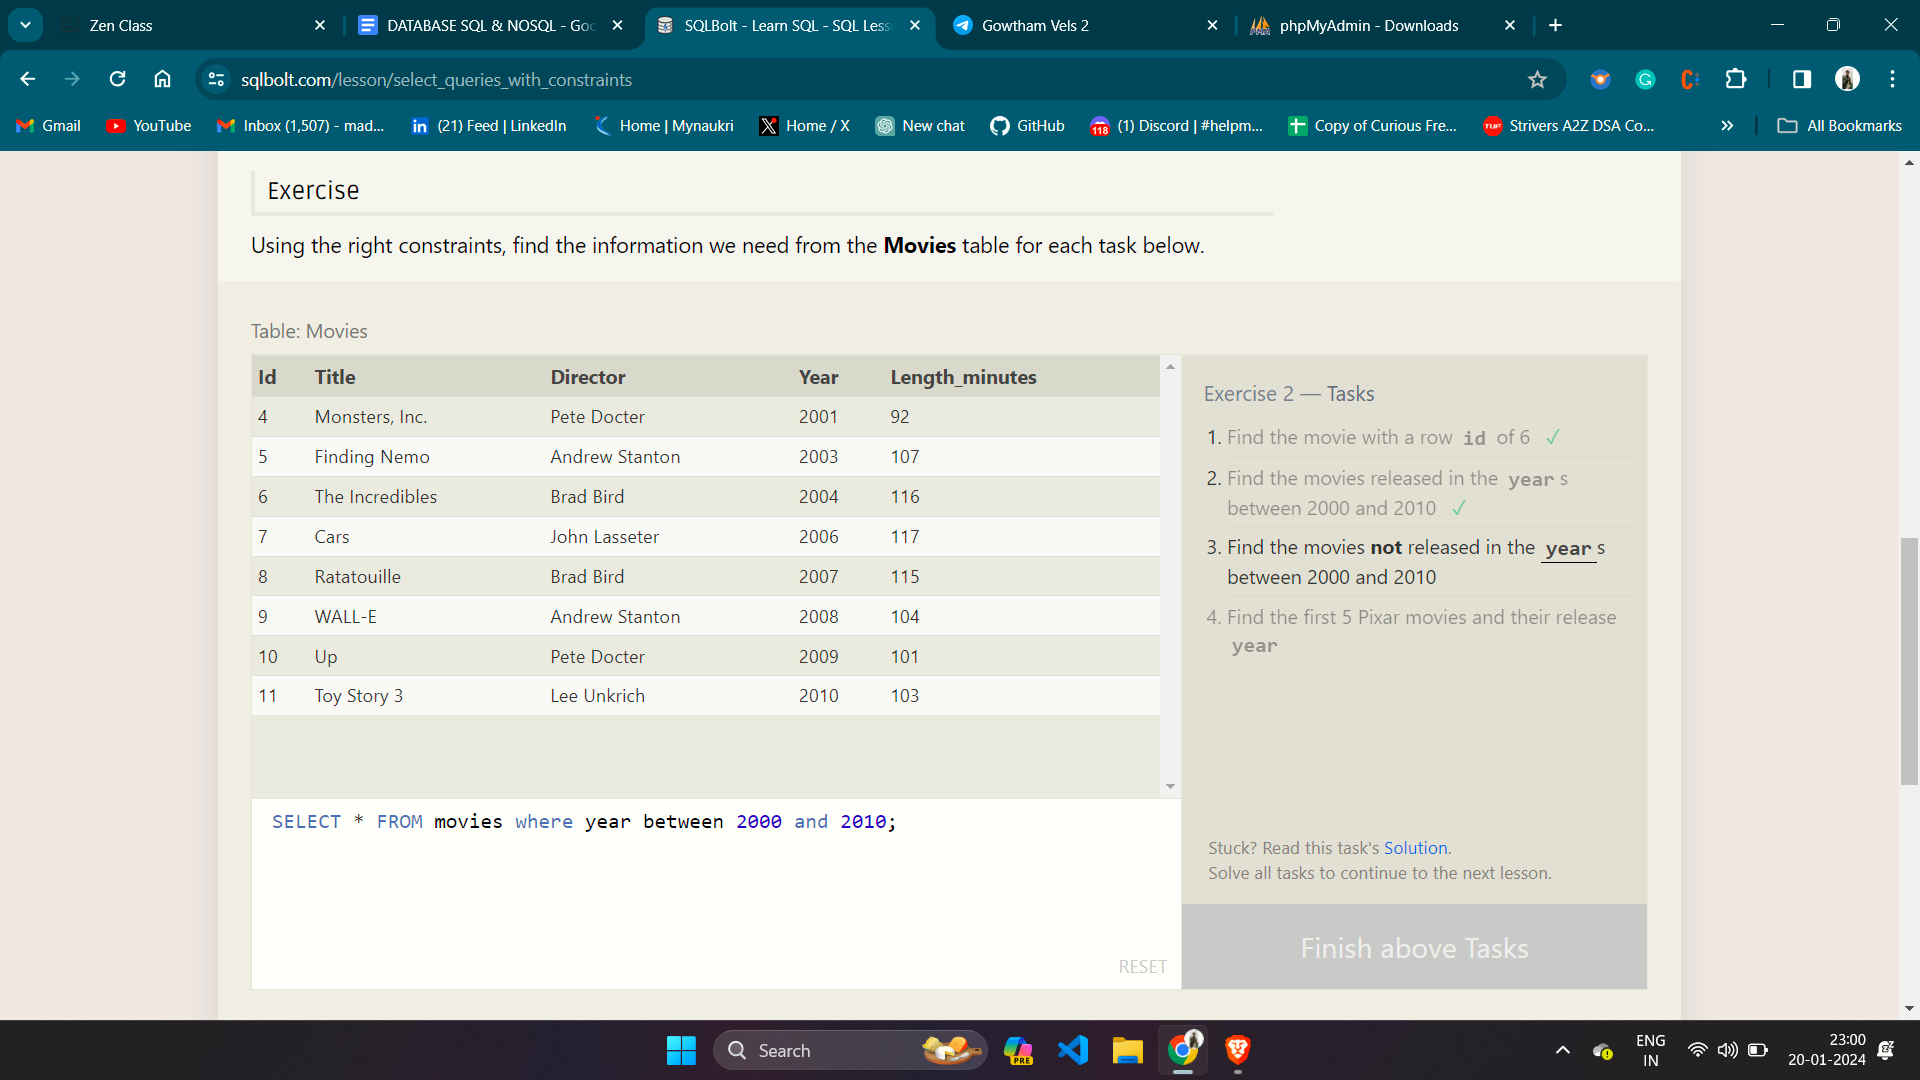 Zen Class
DATABASE SQL & NOSQL - Goo
SQLBolt - Learn SQL - SQL Less
Gowtham Vels 2
phpMyAdmin - Downloads
sqlbolt.com/lesson/select_queries_with_constraints
Gmail
YouTube
Inbox (1,507) - mad...
(21) Feed | LinkedIn
Home | Mynaukri
Home / X
New chat
GitHub
118
(1) Discord | #helpm...
Copy of Curious Fre...
TUF
Strivers A2Z DSA Co...
All Bookmarks
Exercise
Using the right constraints, find the information we need from the Movies table for each task below.
Table: Movies
Id Title Director Year Length_minutes
4 Monsters, Inc. Pete Docter 2001 92
5 Finding Nemo Andrew Stanton 2003 107
6 The Incredibles Brad Bird 2004 116
7 Cars John Lasseter 2006 117
8 Ratatouille Brad Bird 2007 115
9 WALL-E Andrew Stanton 2008 104
10 Up Pete Docter 2009 101
11 Toy Story 3 Lee Unkrich 2010 103
SELECT * FROM movies where year between 2000 and 2010;
RESET
Exercise 2 — Tasks
1. Find the movie with a row id of 6 ✓
2. Find the movies released in the year s
between 2000 and 2010 ✓
3. Find the movies not released in the year s
between 2000 and 2010
4. Find the first 5 Pixar movies and their release
year
Stuck? Read this task's Solution.
Solve all tasks to continue to the next lesson.
Finish above Tasks
Search
PRE
ENG
IN
23:00
20-01-2024